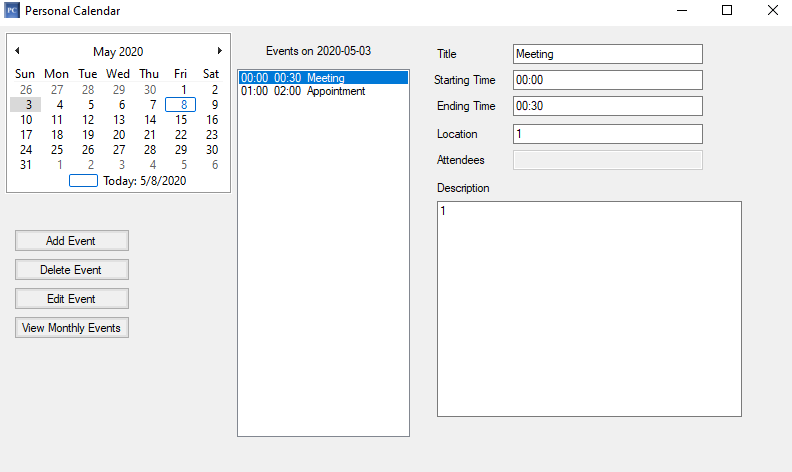 PC Personal Calendar
May 2020
Sun Mon Tue Wed Thu Fri Sat
26 27 28 29 30 1 2
3 4 5 6 7 8 9
10 11 12 13 14 15 16
17 18 19 20 21 22 23
24 25 26 27 28 29 30
31 1 2 3 4 5 6
Today: 5/8/2020
Add Event
Delete Event
Edit Event
View Monthly Events
Events on 2020-05-03
00:00 00:30 Meeting
01:00 02:00 Appointment
Title Meeting
Starting Time 00:00
Ending Time 00:30
Location 1
Attendees
Description
1